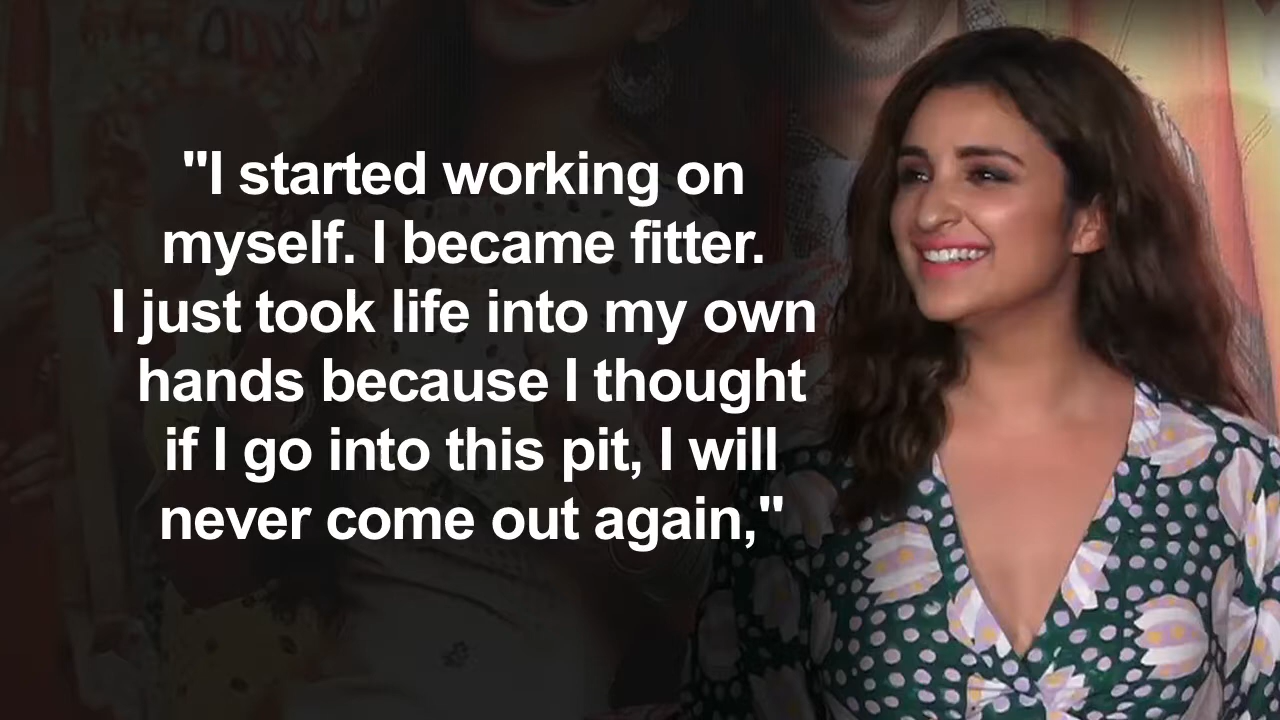 "I started working on
myself. I became fitter.
I just took life into my own
hands because I thought
if I go into this pit, I will
never come out again,"